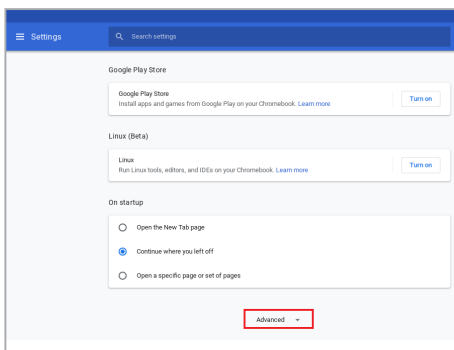 Settings
Search settings
Google Play Store
Google Play Store
Install apps and games from Google Play on your Chromebook. Learn more
Turn on
Linux (Beta)
Linux
Run Linux tools, editors, and IDEs on your Chromebook. Learn more
Turn on
On startup
Open the New Tab page
Continue where you left off
Open a specific page or set of pages
Advanced